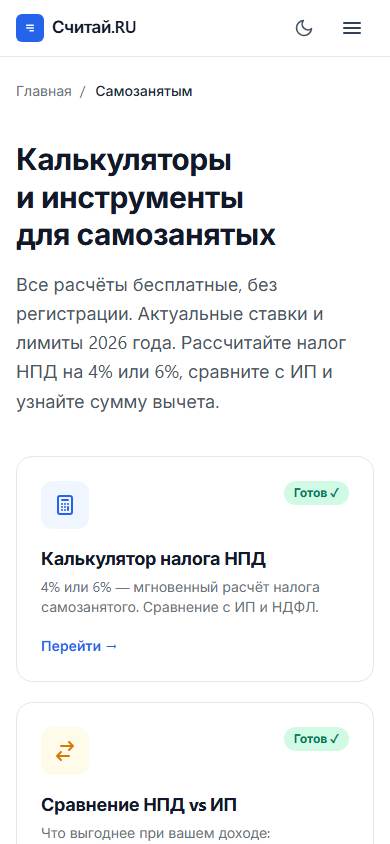 Считай.RU
Главная / Самозанятым
Калькуляторы
и инструменты
для самозанятых
Все расчёты бесплатные, без
регистрации. Актуальные ставки и
лимиты 2026 года. Рассчитайте налог
НПД на 4% или 6%, сравните с ИП и
узнайте сумму вычета.
Готов ✓
Калькулятор налога НПД
4% или 6% — мгновенный расчёт налога
самозанятого. Сравнение с ИП и НДФЛ.
Перейти →
Готов ✓
Сравнение НПД vs ИП
Что выгоднее при вашем доходе: